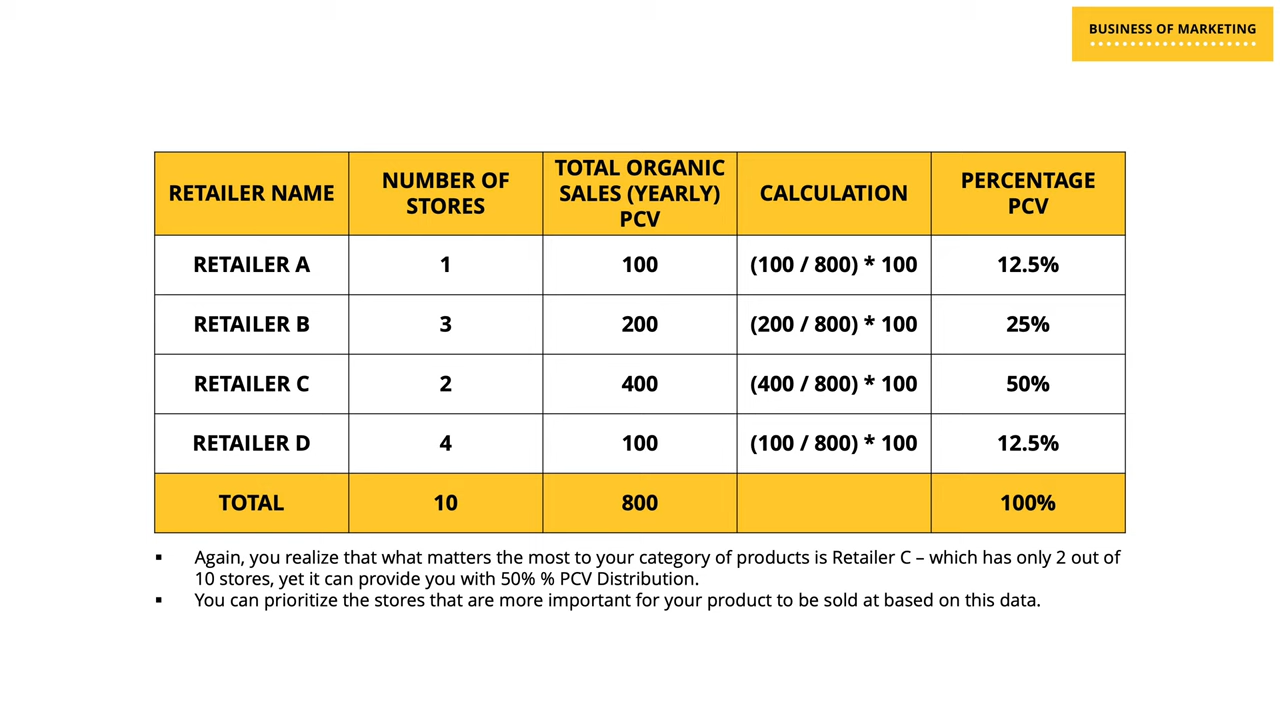 BUSINESS OF MARKETING
RETAILER NAME
NUMBER OF
STORES
TOTAL ORGANIC
SALES (YEARLY)
PCV
CALCULATION
PERCENTAGE
PCV
RETAILER A
1
100
(100 / 800) * 100
12.5%
RETAILER B
3
200
(200 / 800) * 100
25%
RETAILER C
2
400
(400 / 800) * 100
50%
RETAILER D
4
100
(100 / 800) * 100
12.5%
TOTAL
10
800
100%
▪ Again, you realize that what matters the most to your category of products is Retailer C – which has only 2 out of
10 stores, yet it can provide you with 50% % PCV Distribution.
▪ You can prioritize the stores that are more important for your product to be sold at based on this data.